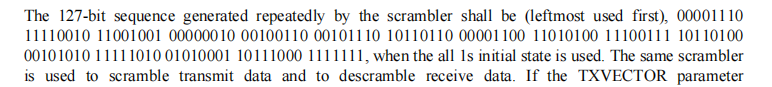 The 127-bit sequence generated repeatedly by the scrambler shall be (leftmost used first), 00001110
11110010 11001001 00000010 00100110 00101110 10110110 00001100 11010100 11100111 10110100
00101010 11111010 01010001 10111000 1111111, when the all 1s initial state is used. The same scrambler
is used to scramble transmit data and to descramble receive data. If the TXVECTOR parameter